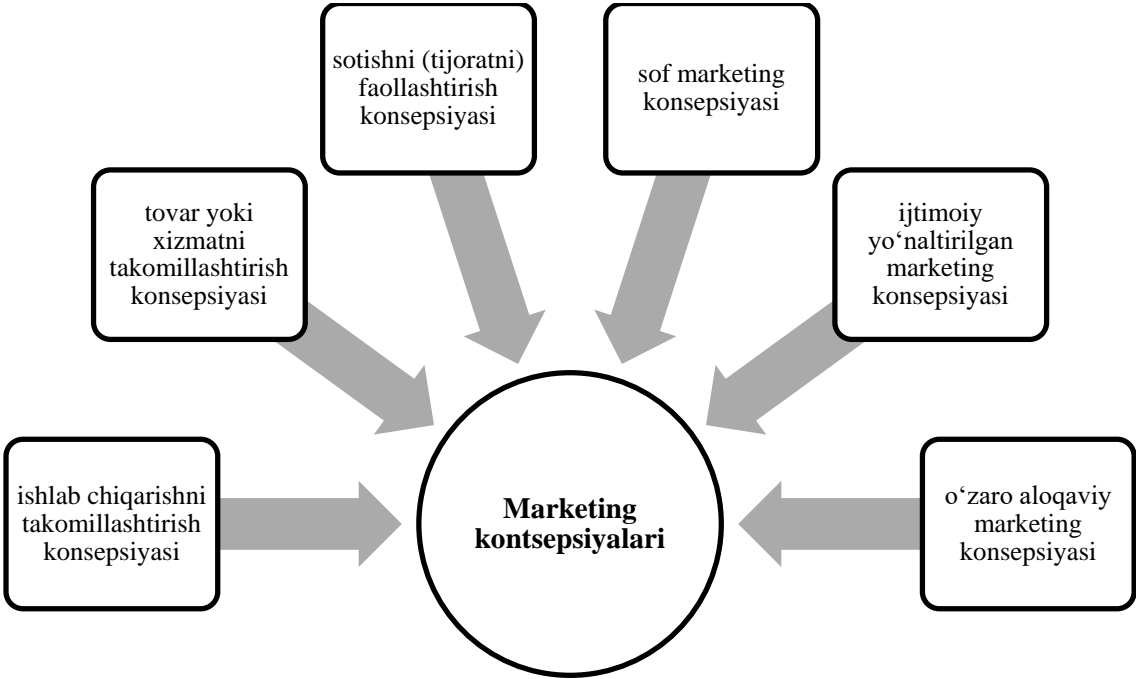 sotishni (tijoratni)
faollashtirish
konsepsiyasi
sof marketing
konsepsiyasi
tovar yoki
xizmatni
takomillashtirish
konsepsiyasi
ijtimoiy
yo‘naltirilgan
marketing
konsepsiyasi
ishlab chiqarishni
takomillashtirish
konsepsiyasi
Marketing
kontsepsiyalari
o‘zaro aloqaviy
marketing
konsepsiyasi